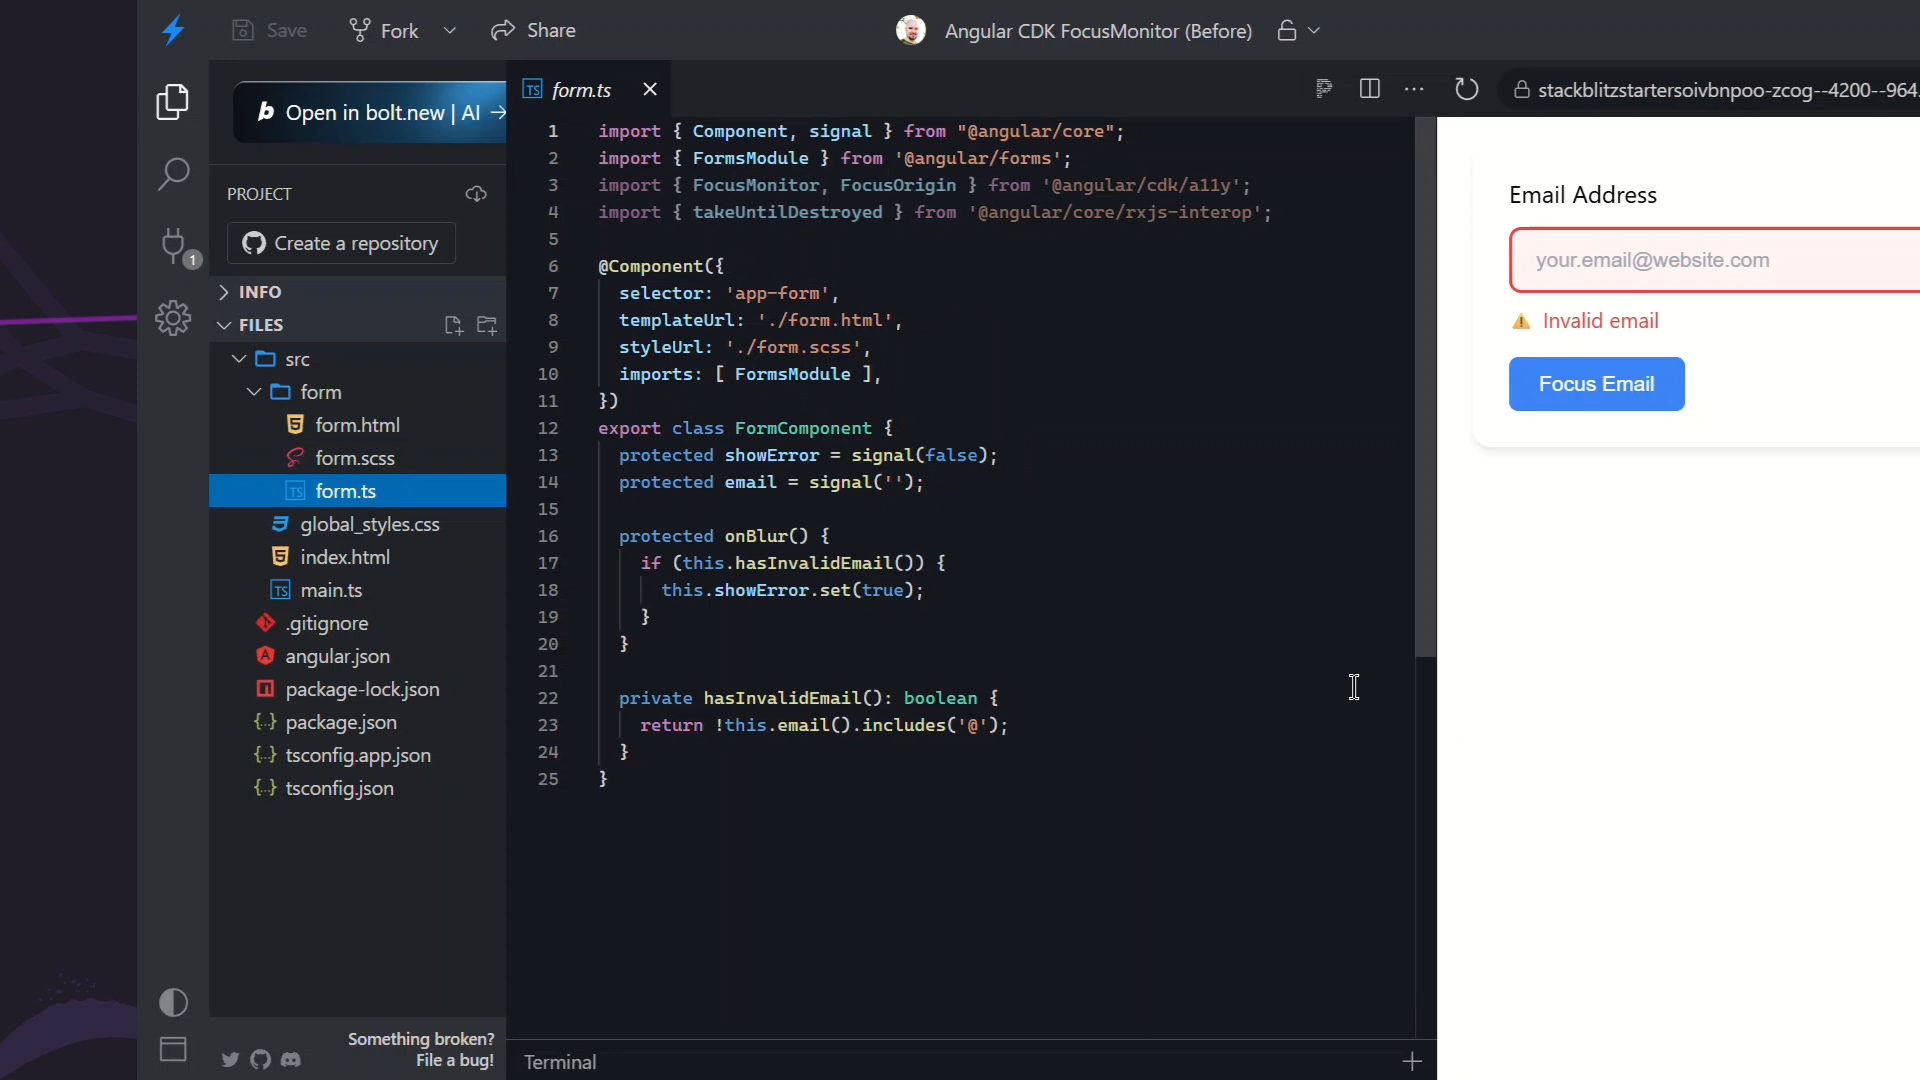 Save
Fork
Share
Angular CDK FocusMonitor (Before)
b Open in bolt.new | AI →
PROJECT
Create a repository
1
INFO
FILES
src
form
form.html
form.scss
TS form.ts
global_styles.css
index.html
TS main.ts
.gitignore
angular.json
package-lock.json
{..} package.json
{..} tsconfig.app.json
{..} tsconfig.json
Something broken?
File a bug!
TS form.ts
1 import { Component, signal } from "@angular/core";
2 import { FormsModule } from '@angular/forms';
3 import { FocusMonitor, FocusOrigin } from '@angular/cdk/a11y';
4 import { takeUntilDestroyed } from '@angular/core/rxjs-interop';
5
6 @Component({
7 selector: 'app-form',
8 templateUrl: './form.html',
9 styleUrl: './form.scss',
10 imports: [ FormsModule ],
11 })
12 export class FormComponent {
13 protected showError = signal(false);
14 protected email = signal('');
15
16 protected onBlur() {
17 if (this.hasInvalidEmail()) {
18 this.showError.set(true);
19 }
20 }
21
22 private hasInvalidEmail(): boolean {
23 return !this.email().includes('@');
24 }
25 }
Terminal
stackblitzstartersoivbnpoo-zcog--4200--964.
Email Address
your.email@website.com
Invalid email
Focus Email